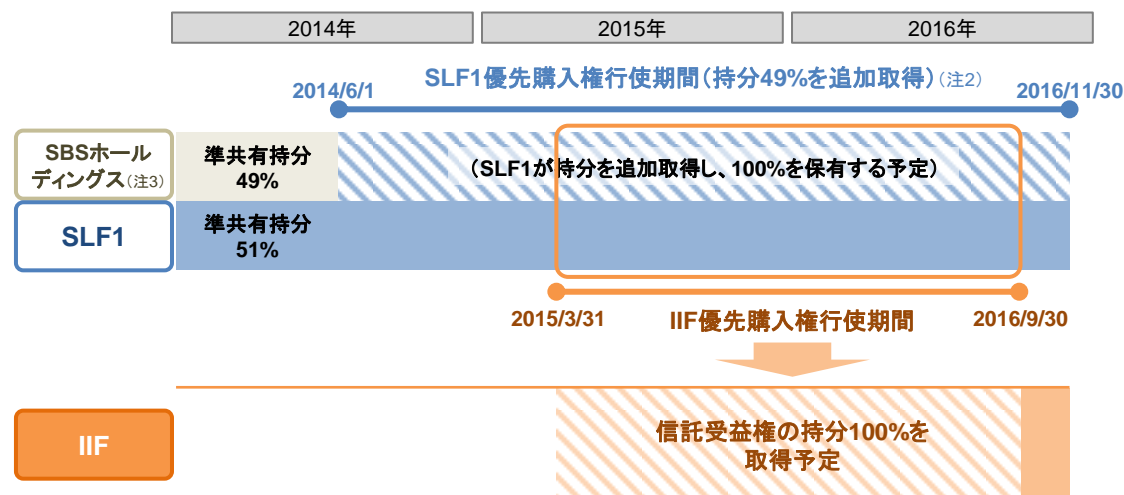 2014年
2015年
2016年
SLF1優先購入権行使期間(持分49%を追加取得)(注2)
2014/6/1
2016/11/30
SBSホール
ディングス(注3)
準共有持分
49%
(SLF1が持分を追加取得し、100%を保有する予定)
SLF1
準共有持分
51%
2015/3/31
IIF優先購入権行使期間
2016/9/30
IIF
信託受益権の持分100%を
取得予定